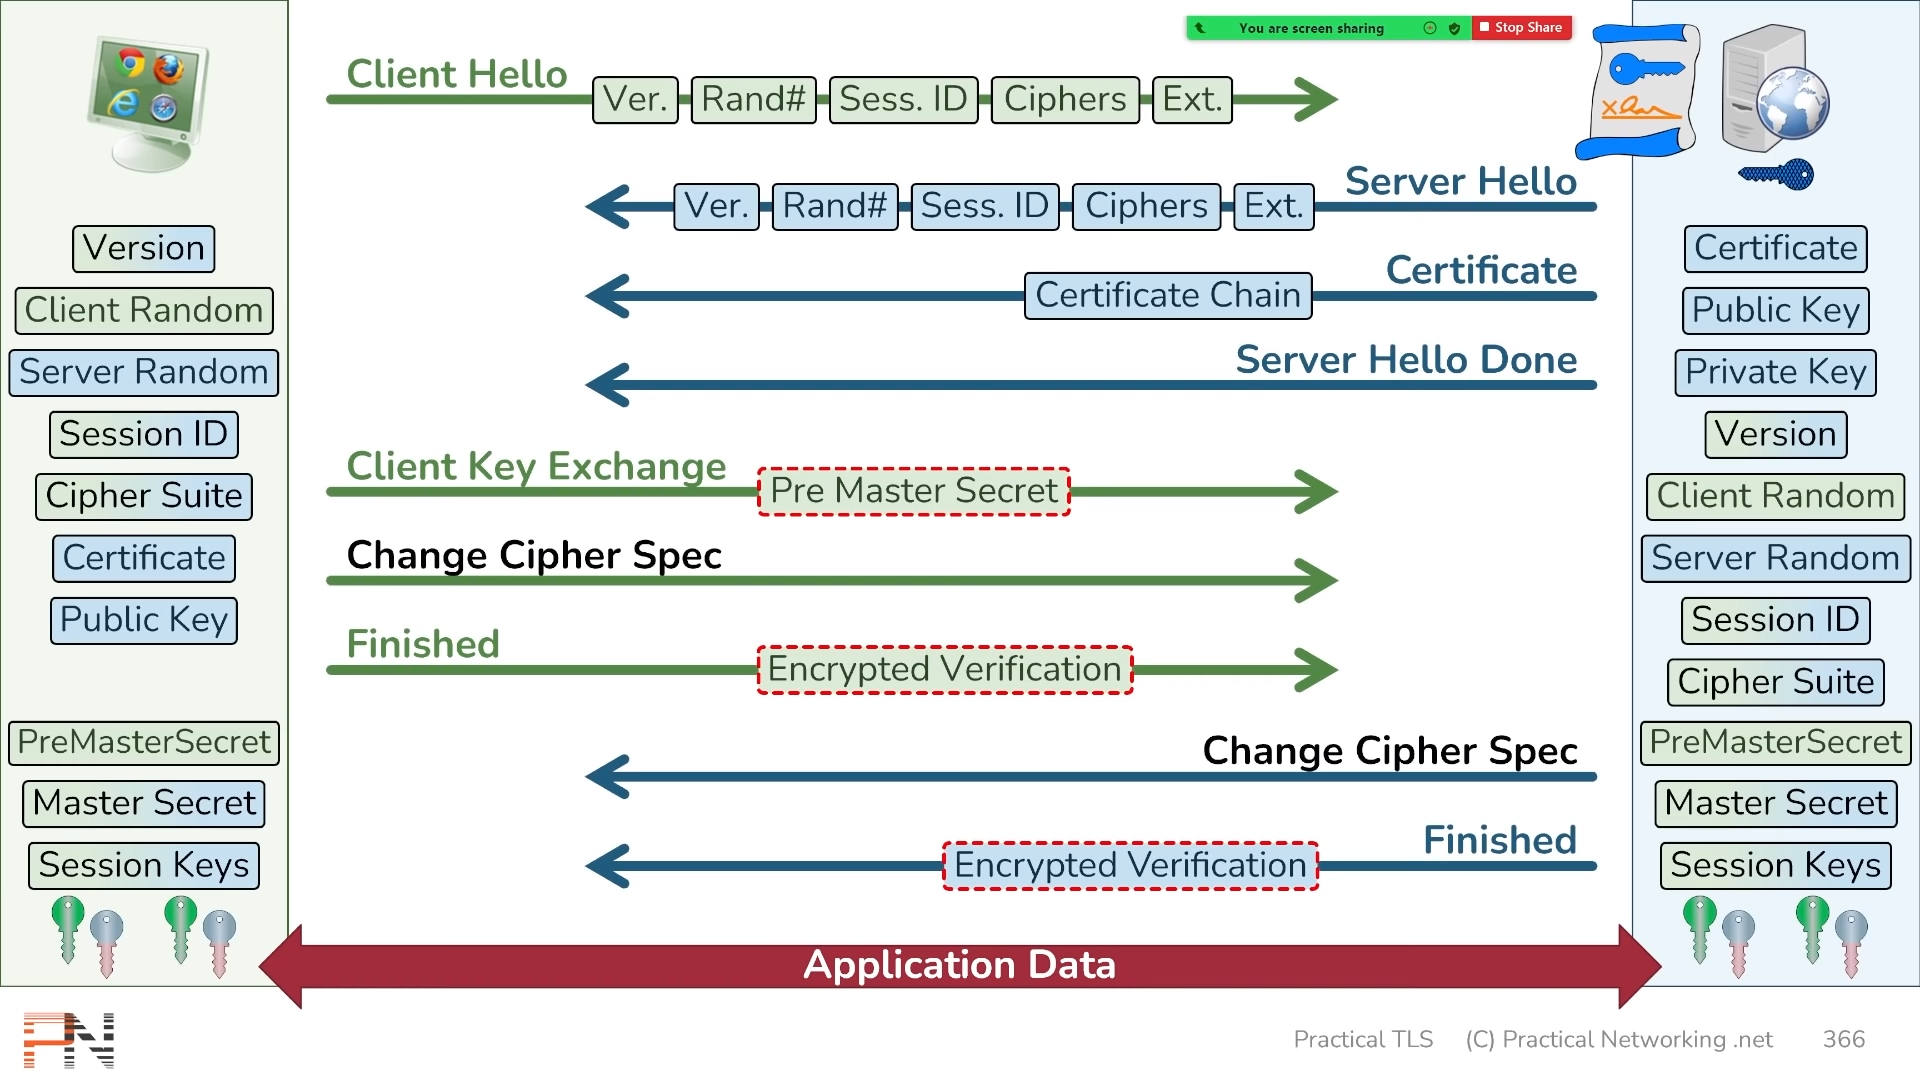 You are screen sharing
Stop Share
Client Hello
Ver.
Rand#
Sess. ID
Ciphers
Ext.
Server Hello
Ver.
Rand#
Sess. ID
Ciphers
Ext.
Certificate
Certificate Chain
Server Hello Done
Client Key Exchange
Pre Master Secret
Change Cipher Spec
Finished
Encrypted Verification
Change Cipher Spec
Finished
Encrypted Verification
Version
Client Random
Server Random
Session ID
Cipher Suite
Certificate
Public Key
PreMasterSecret
Master Secret
Session Keys
Certificate
Public Key
Private Key
Version
Client Random
Server Random
Session ID
Cipher Suite
PreMasterSecret
Master Secret
Session Keys
Application Data
PN
Practical TLS
(C) Practical Networking .net
366